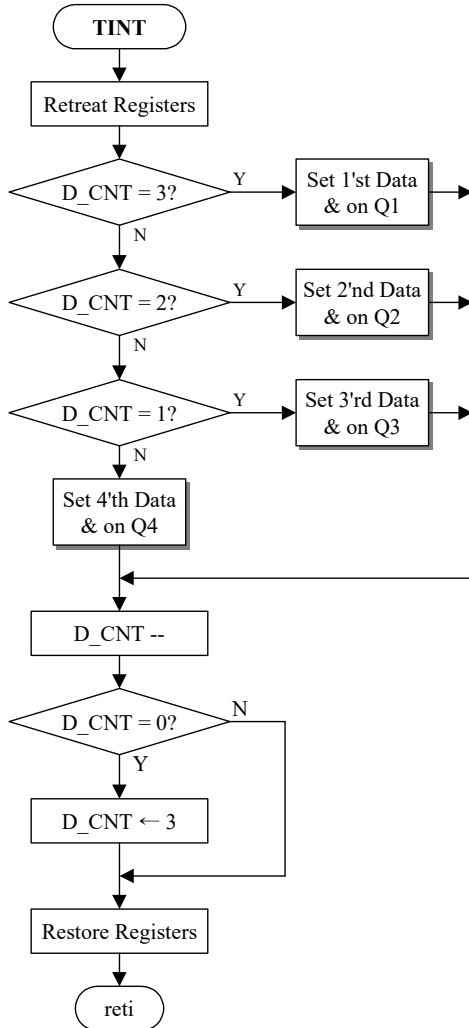 TINT
Retreat Registers
D_CNT = 3?
Y
Set 1'st Data
& on Q1
N
D_CNT = 2?
Y
Set 2'nd Data
& on Q2
N
D_CNT = 1?
Y
Set 3'rd Data
& on Q3
N
Set 4'th Data
& on Q4
D_CNT --
D_CNT = 0?
N
Y
D_CNT ← 3
Restore Registers
reti